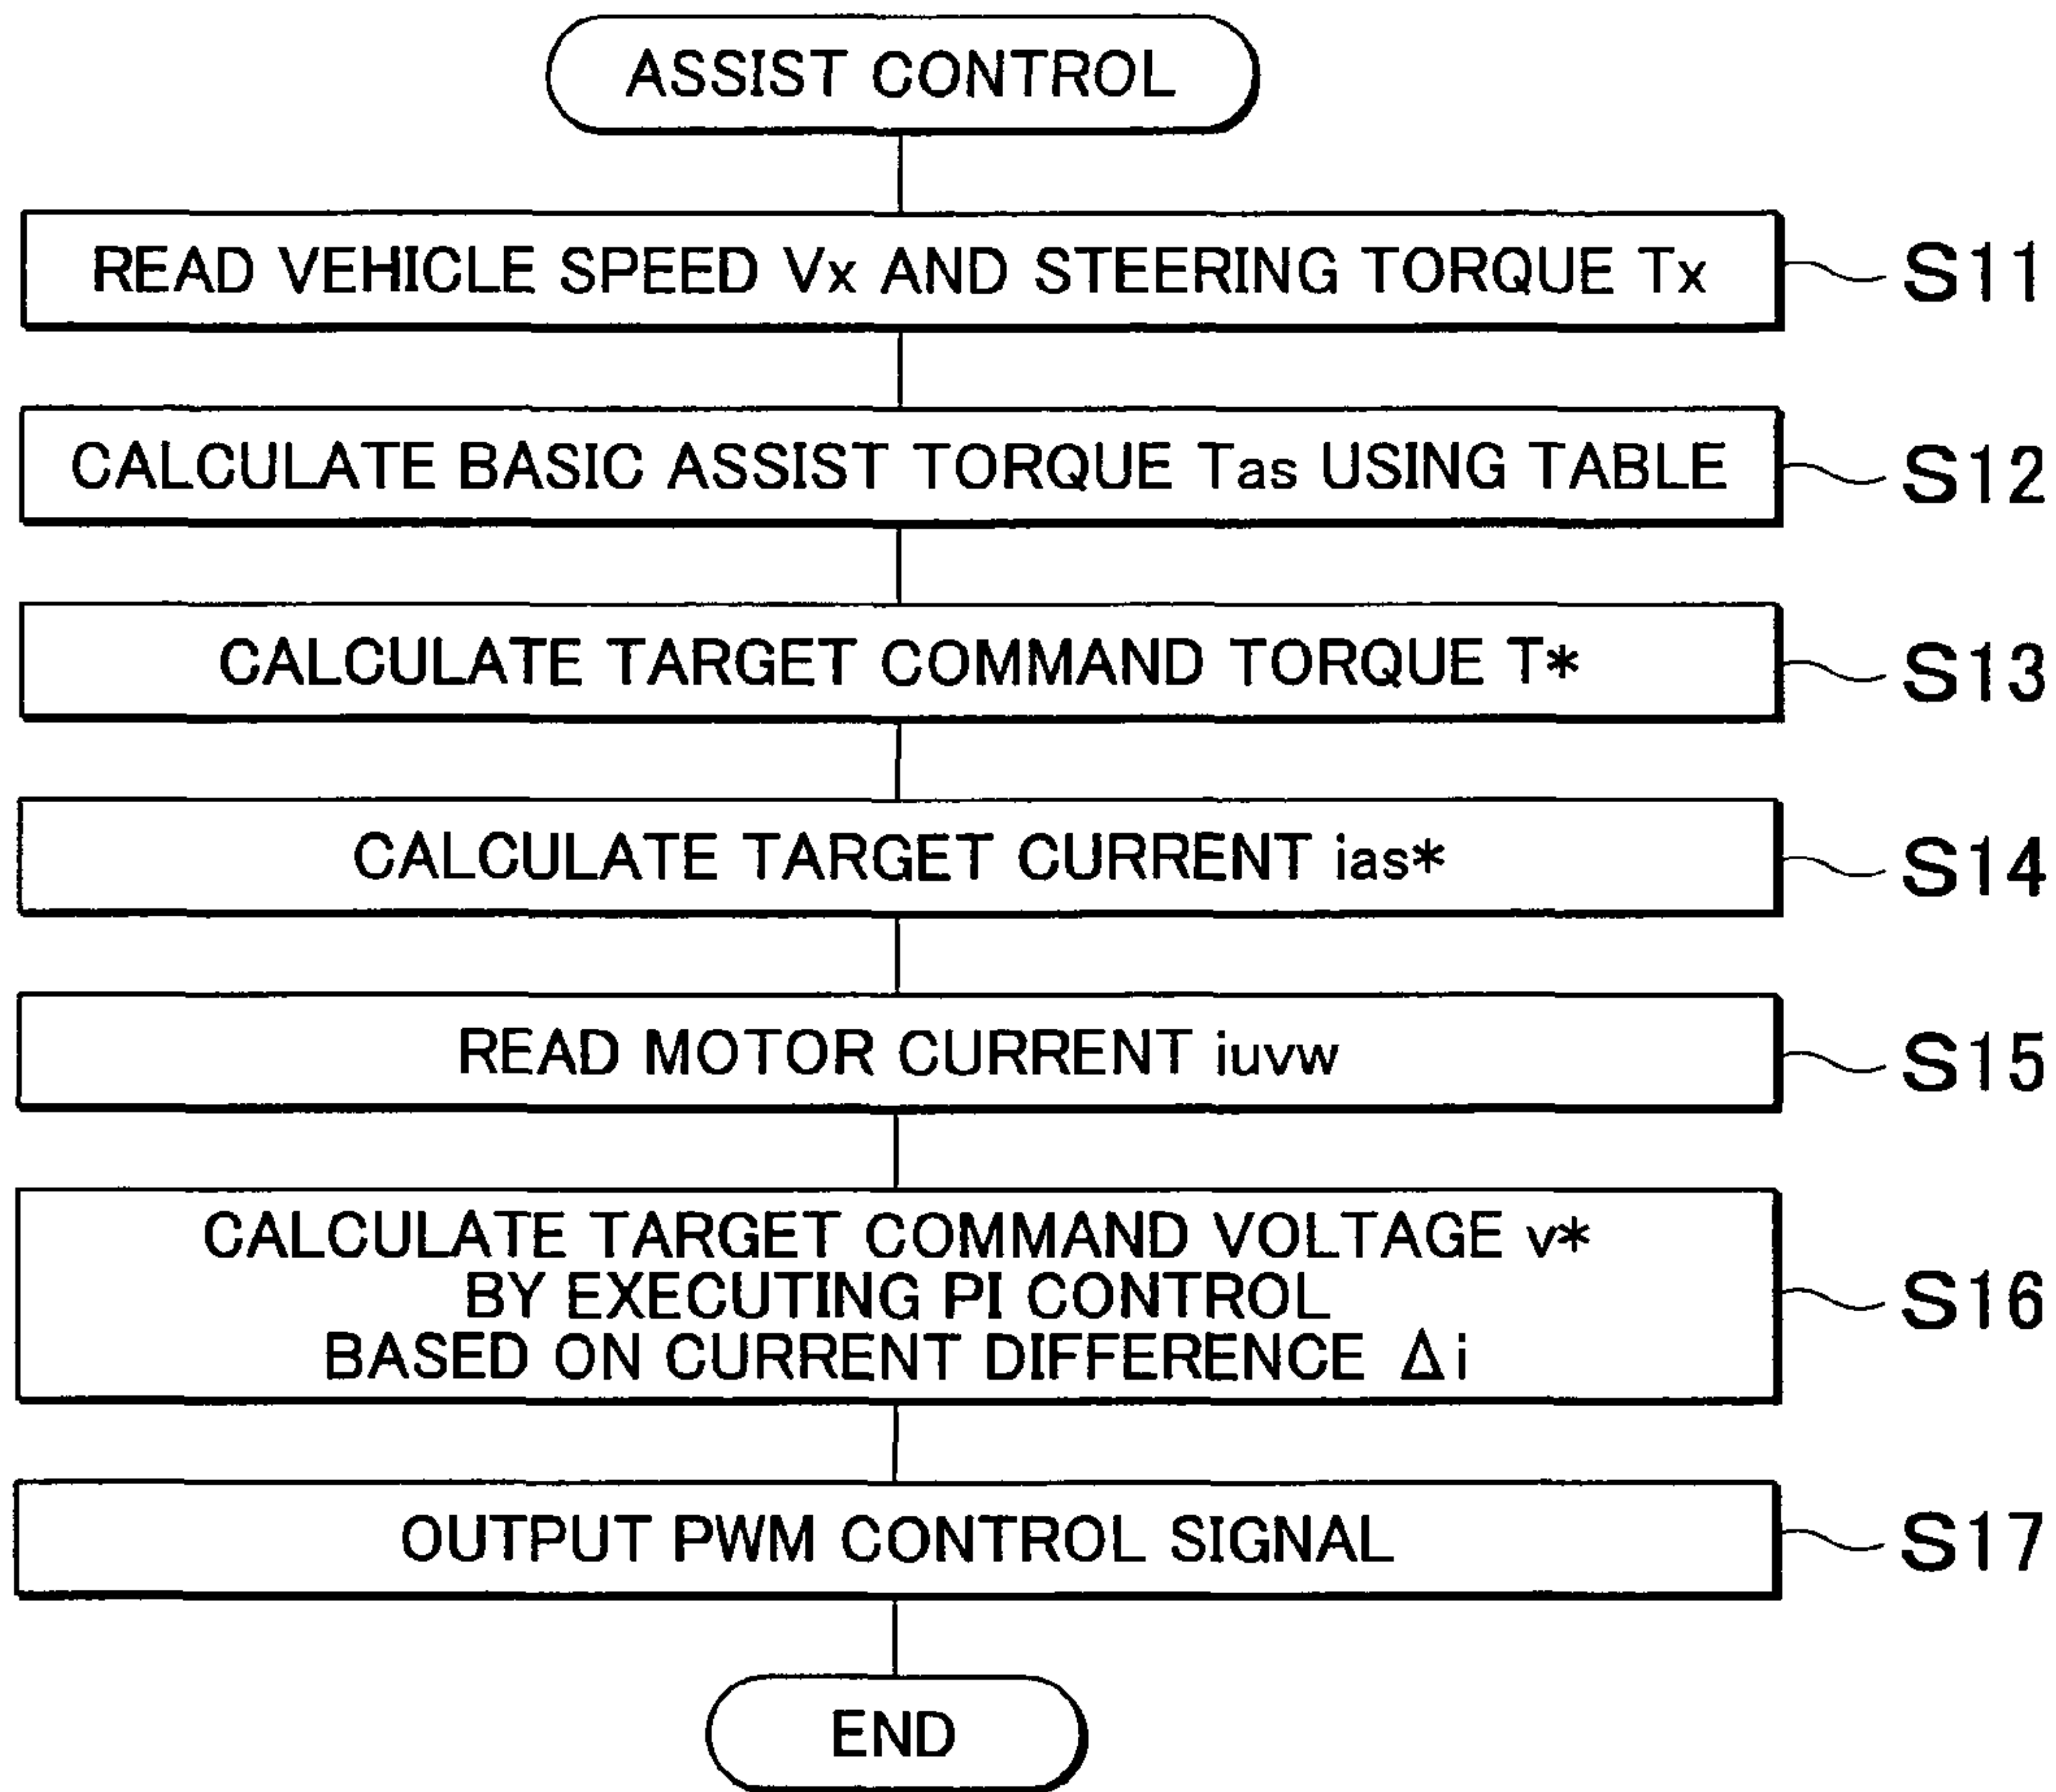 ASSIST CONTROL
READ VEHICLE SPEED Vx AND STEERING TORQUE Tx
S11
CALCULATE BASIC ASSIST TORQUE Tas USING TABLE
S12
CALCULATE TARGET COMMAND TORQUE T*
S13
CALCULATE TARGET CURRENT ias*
S14
READ MOTOR CURRENT iuvw
S15
CALCULATE TARGET COMMAND VOLTAGE v*
BY EXECUTING PI CONTROL
BASED ON CURRENT DIFFERENCE Δi
S16
OUTPUT PWM CONTROL SIGNAL
S17
END